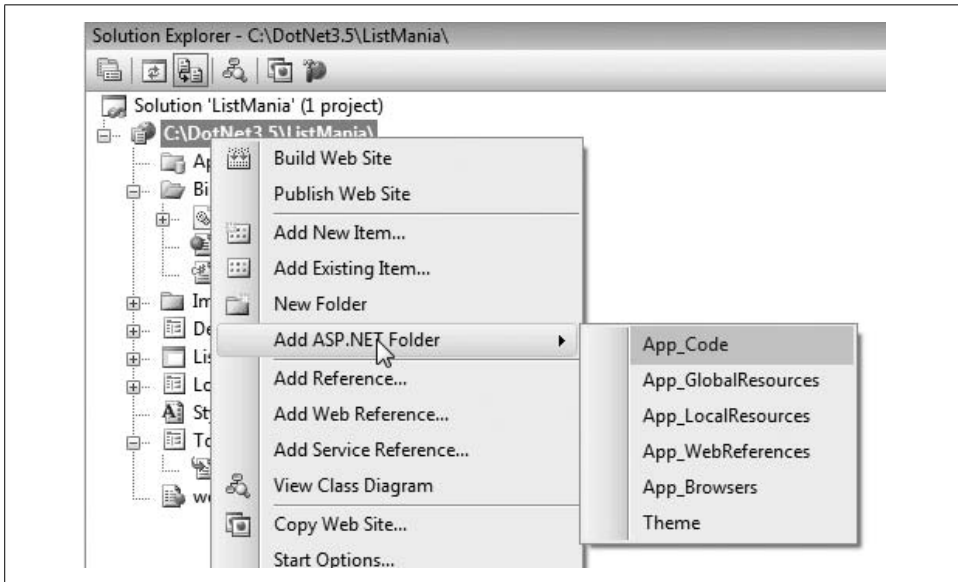 Solution Explorer - C:\DotNet3.5\ListMania\
Solution 'ListMania' (1 project)
C:\DotNet3.5\ListMania\
Build Web Site
Publish Web Site
Add New Item...
Add Existing Item...
New Folder
Add ASP.NET Folder
Add Reference...
Add Web Reference...
Add Service Reference...
View Class Diagram
Copy Web Site...
Start Options...
App_Code
App_GlobalResources
App_LocalResources
App_WebReferences
App_Browsers
Theme